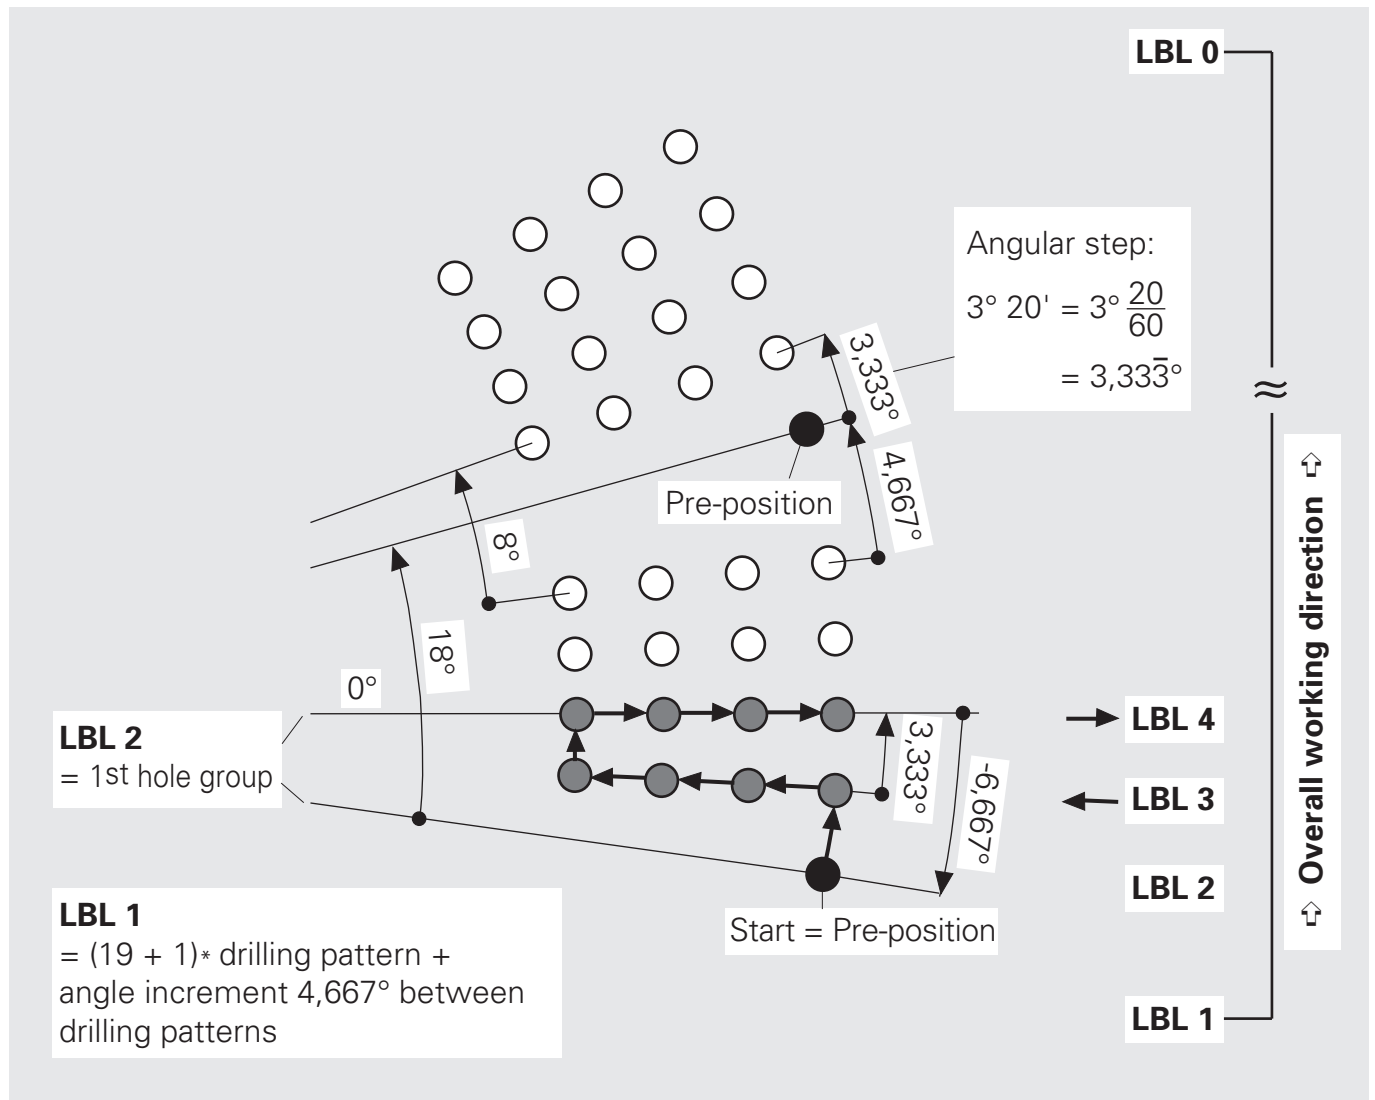 LBL 0
Angular step:
3° 20' = 3° 20/60
= 3,333̅°
3,333°
4,667°
Pre-position
8°
18°
0°
LBL 2
= 1st hole group
3,333°
-6,667°
LBL 4
LBL 3
LBL 2
LBL 1
⇨ Overall working direction ⇨
Start = Pre-position
LBL 1
= (19 + 1)* drilling pattern +
angle increment 4,667° between
drilling patterns